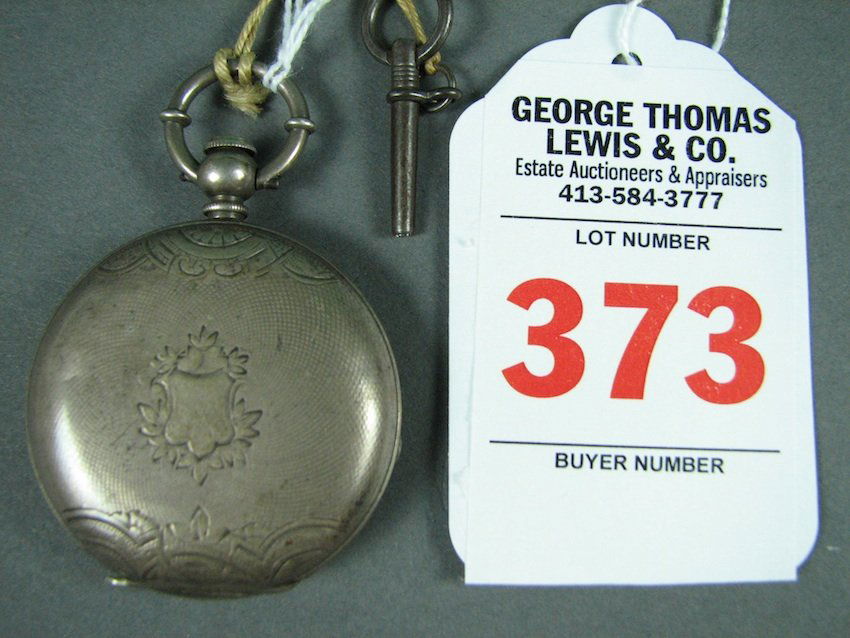 GEORGE THOMAS
LEWIS & CO.
Estate Auctioneers & Appraisers
413-584-3777
LOT NUMBER
373
BUYER NUMBER